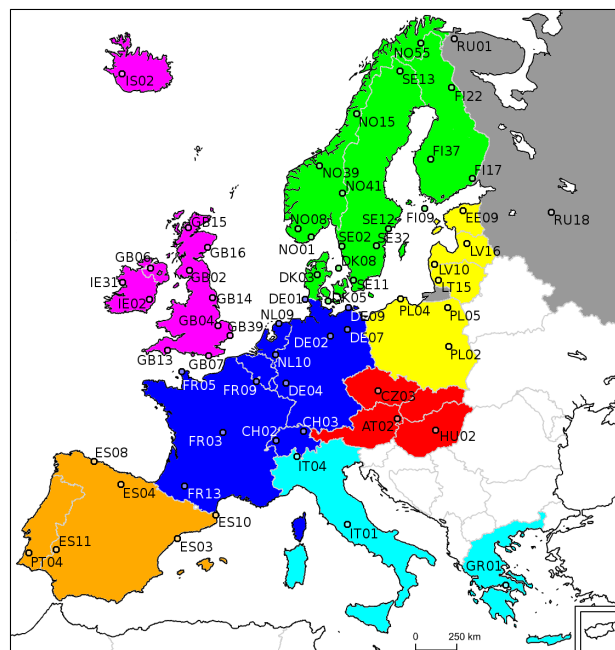 NO55
RU01
IS02
SE13
FI22
NO15
FI37
NO39
FI17
NO41
FI09
EE09
RU18
GB15
NO08
SE12
NO01
SE02
SE32
GB16
LV16
GB06
DK08
LV10
GB02
IE31
SE11
LT15
IE02
GB14
DE01
DK05
PL04
PL05
GB04
NL09
DE09
GB39
DE02
DE07
GB13
GB07
NL10
PL02
FR05
FR09
DE04
CZ03
FR03
CH02
CH03
AT02
HU02
ES08
IT04
ES04
FR13
ES10
IT01
ES03
ES11
PT04
GR01
0 250 km